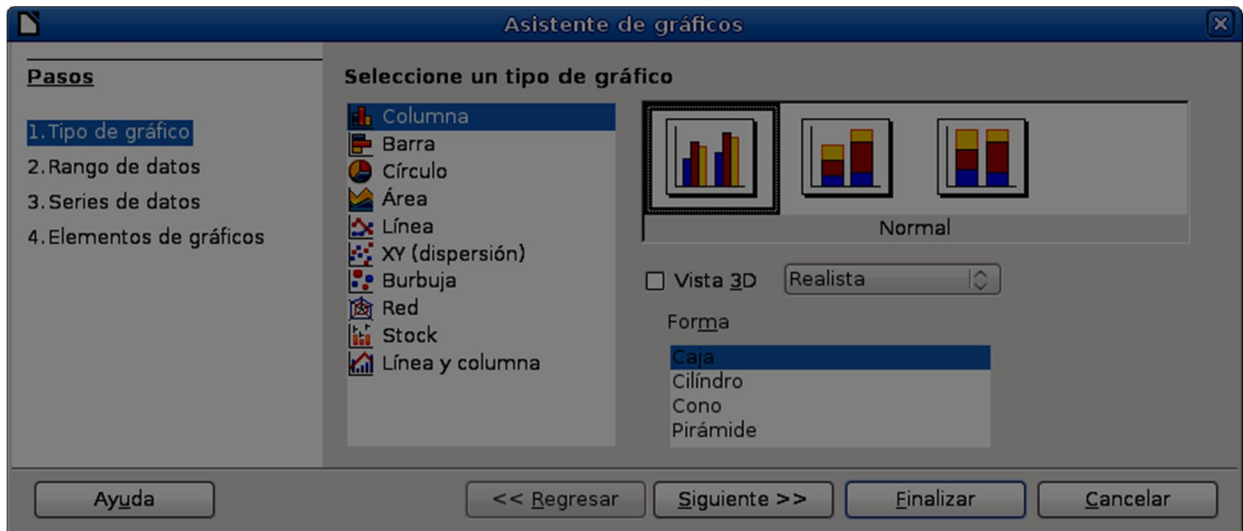 Asistente de gráficos
Pasos
1.Tipo de gráfico
2.Rango de datos
3.Series de datos
4.Elementos de gráficos
Seleccione un tipo de gráfico
Columna
Barra
Círculo
Área
Línea
XY (dispersión)
Burbuja
Red
Stock
Línea y columna
Normal
Vista 3D
Realista
Forma
Caja
Cilíndro
Cono
Pirámide
Ayuda
<< Regresar
Siguiente >>
Finalizar
Cancelar